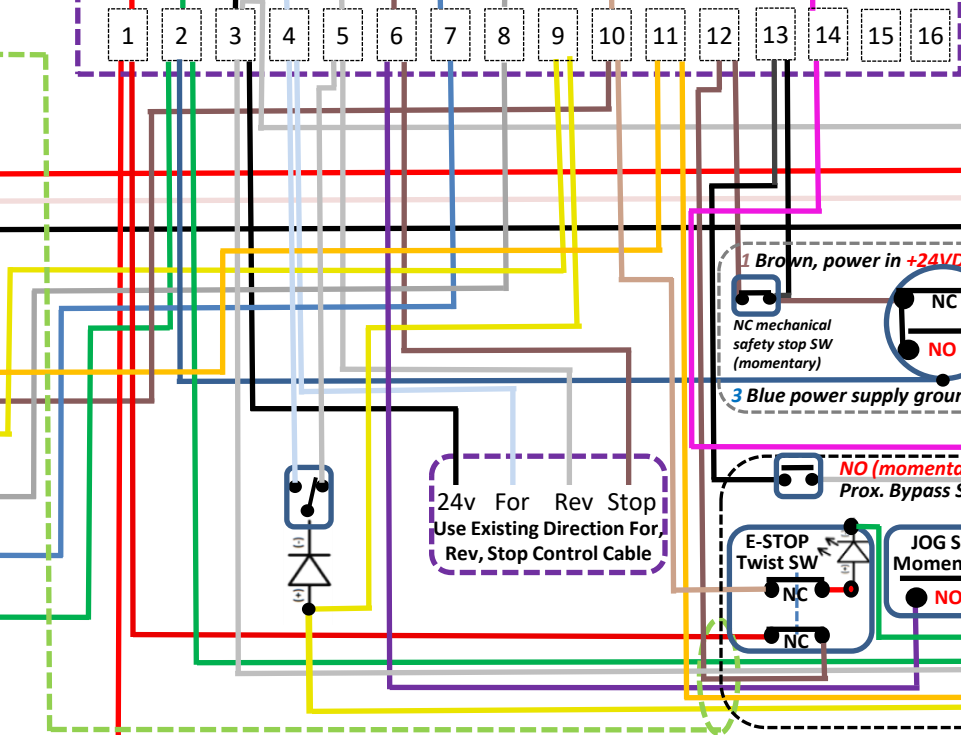 1 2 3 4 5 6 7 8 9 10 11 12 13 14 15 16
1 Brown, power in +24VD
NC
NC mechanical
safety stop SW
(momentary)
NO
3 Blue power supply groun
NO (momenta
Prox. Bypass S
24v For Rev Stop
Use Existing Direction For,
Rev, Stop Control Cable
(-)
(+)
E-STOP
Twist SW
(-)
(+)
NC
NC
JOG S
Momen
NO